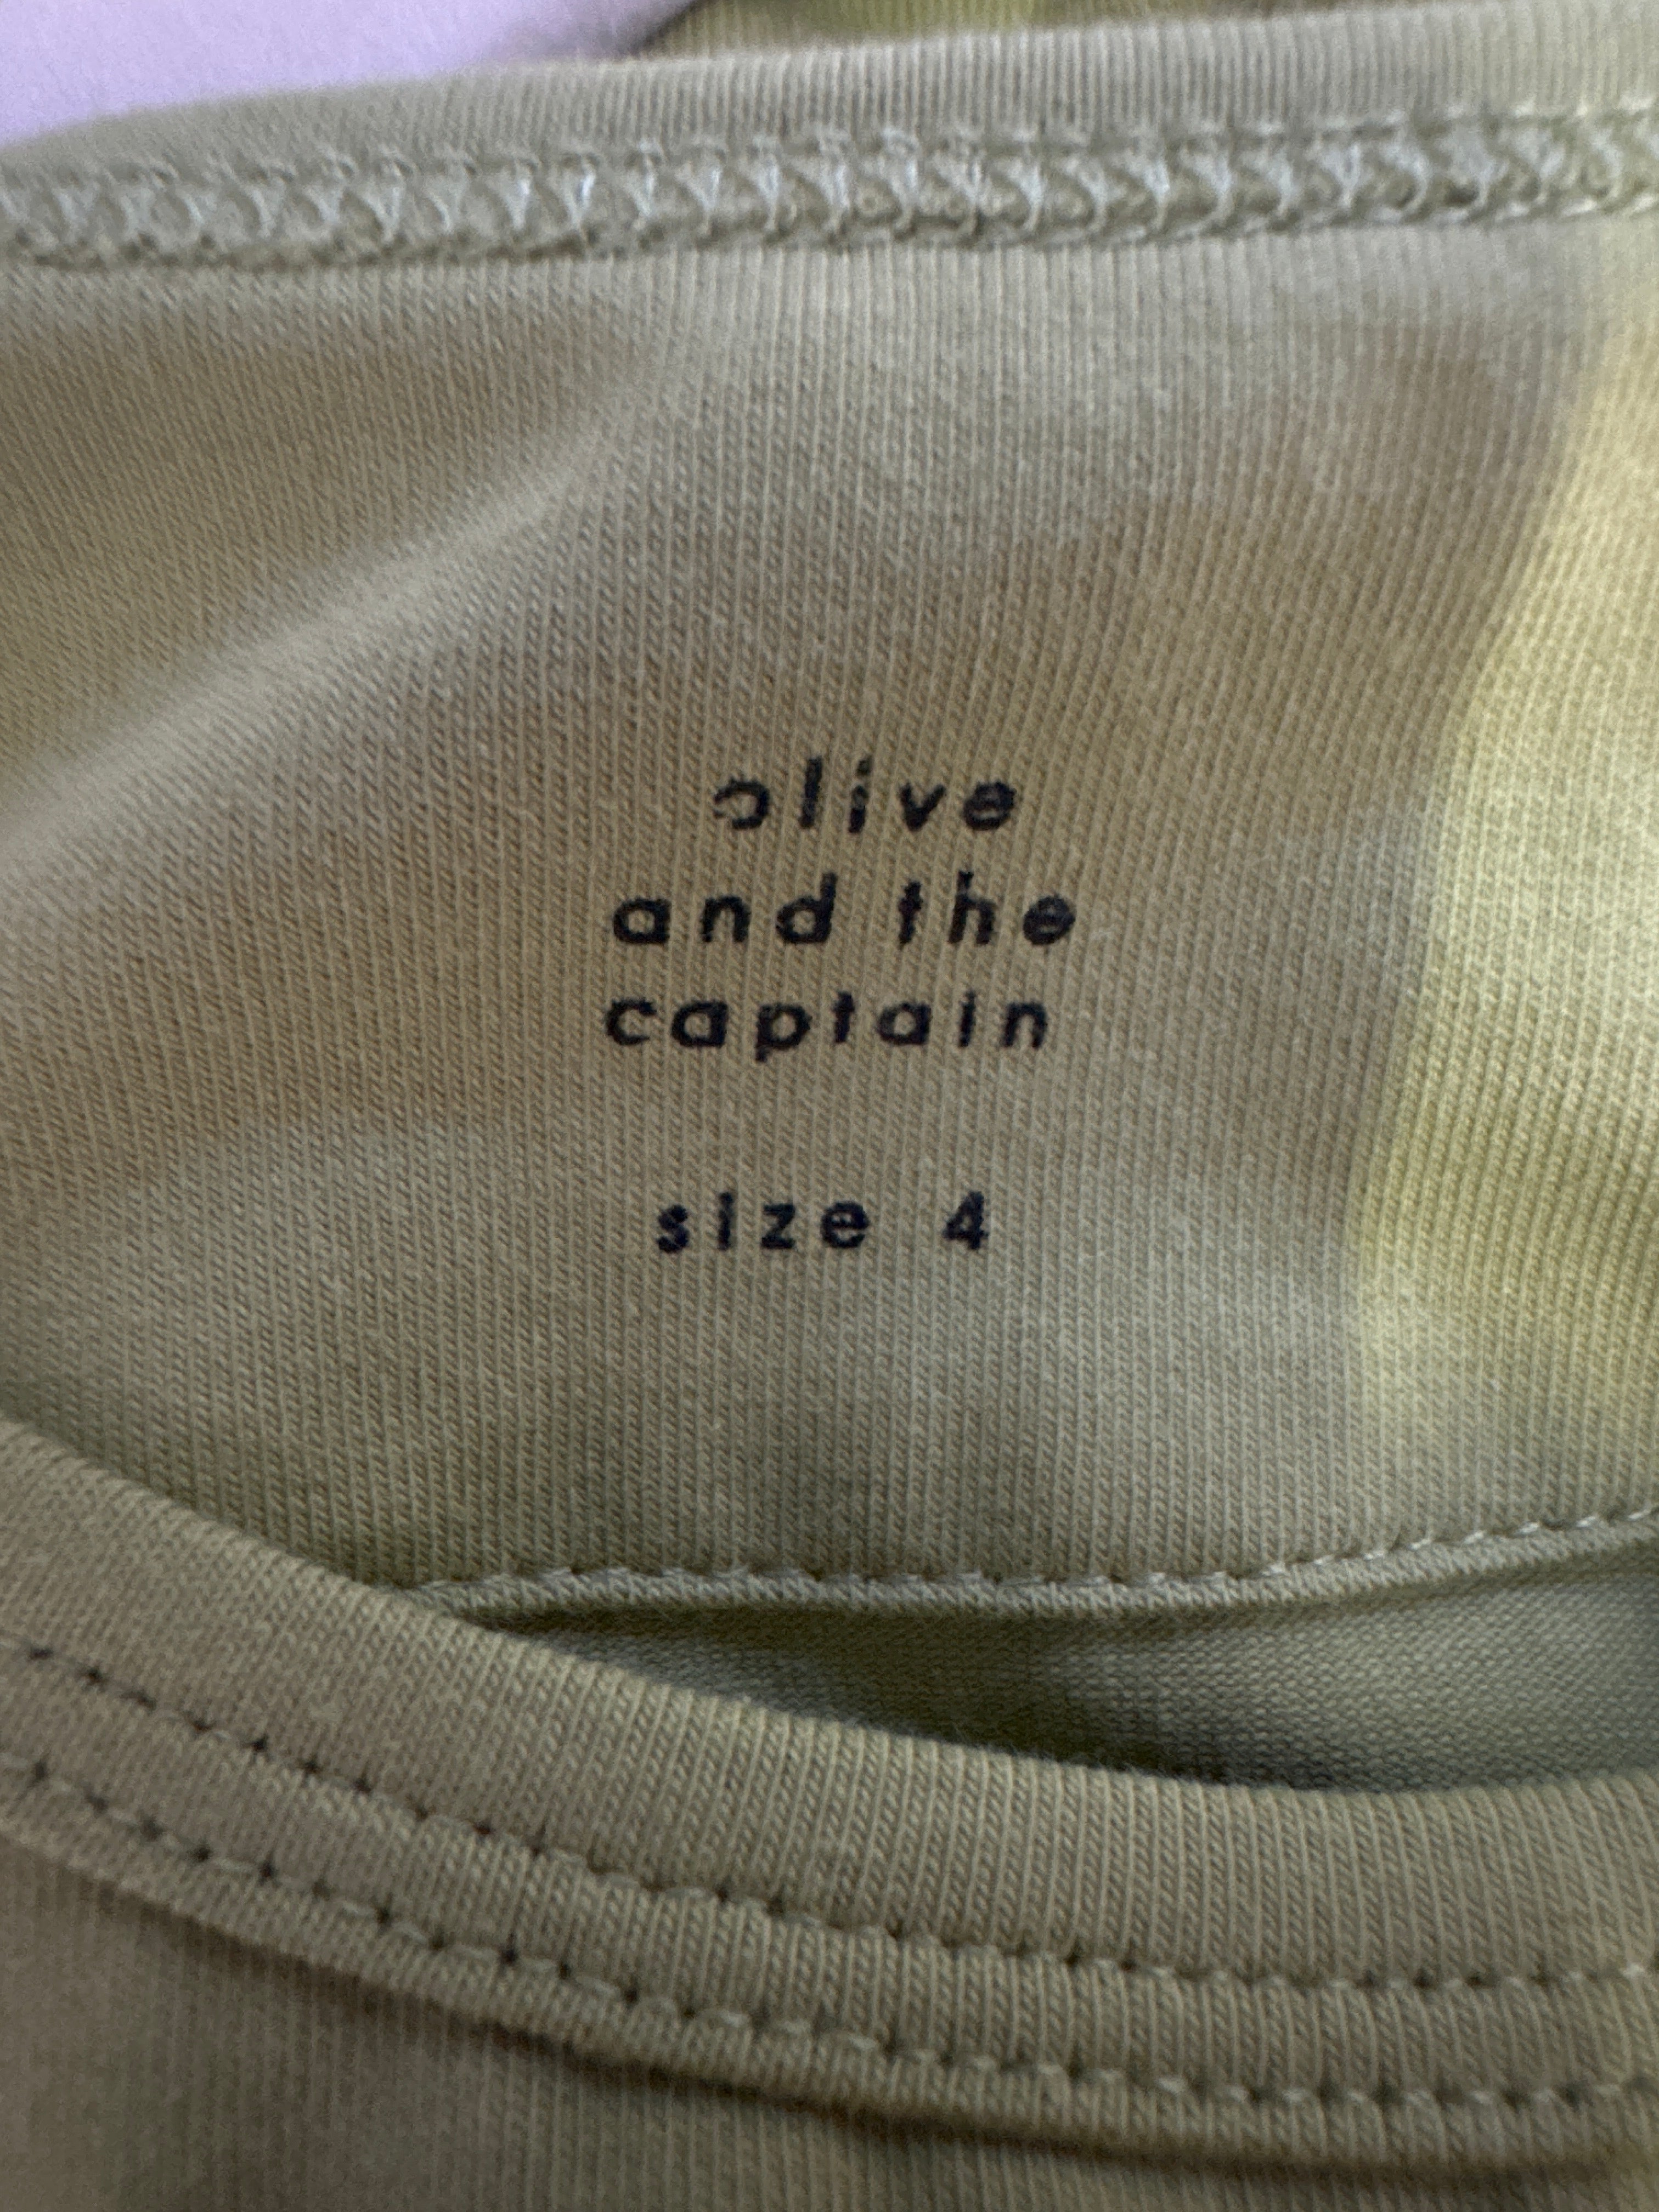 olive
and the
captain
size 4